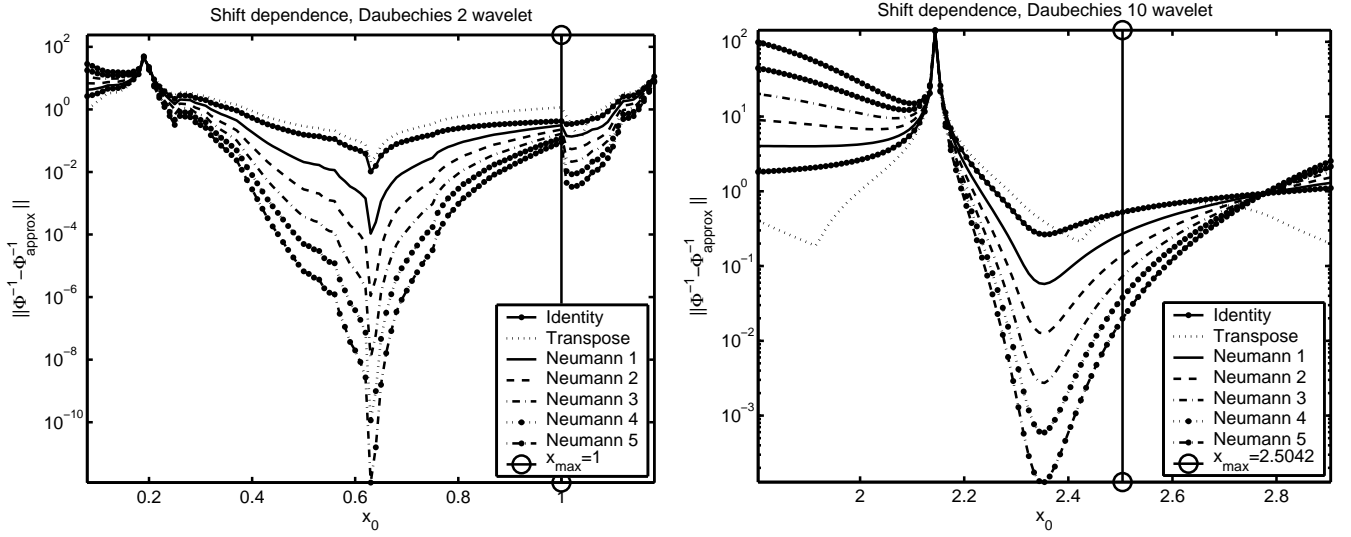 Shift dependence, Daubechies 2 wavelet
10^2
10^0
10^-2
10^-4
10^-6
10^-8
10^-10
||Φ^-1−Φ^-1_approx||
0.2 0.4 0.6 0.8 1
x_0
Identity
Transpose
Neumann 1
Neumann 2
Neumann 3
Neumann 4
Neumann 5
x_max=1
Shift dependence, Daubechies 10 wavelet
10^2
10^1
10^0
10^-1
10^-2
10^-3
||Φ^-1−Φ^-1_approx||
2 2.2 2.4 2.6 2.8
x_0
Identity
Transpose
Neumann 1
Neumann 2
Neumann 3
Neumann 4
Neumann 5
x_max=2.5042